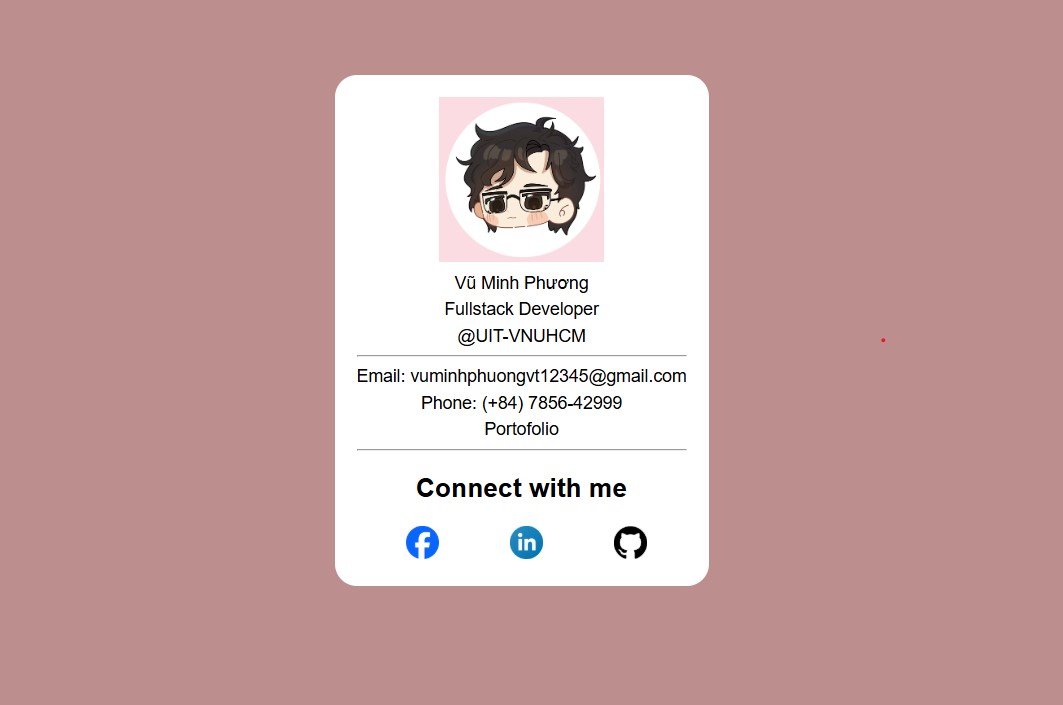 Vũ Minh Phương
Fullstack Developer
@UIT-VNUHCM
Email: vuminhphuongvt12345@gmail.com
Phone: (+84) 7856-42999
Portofolio
Connect with me
in